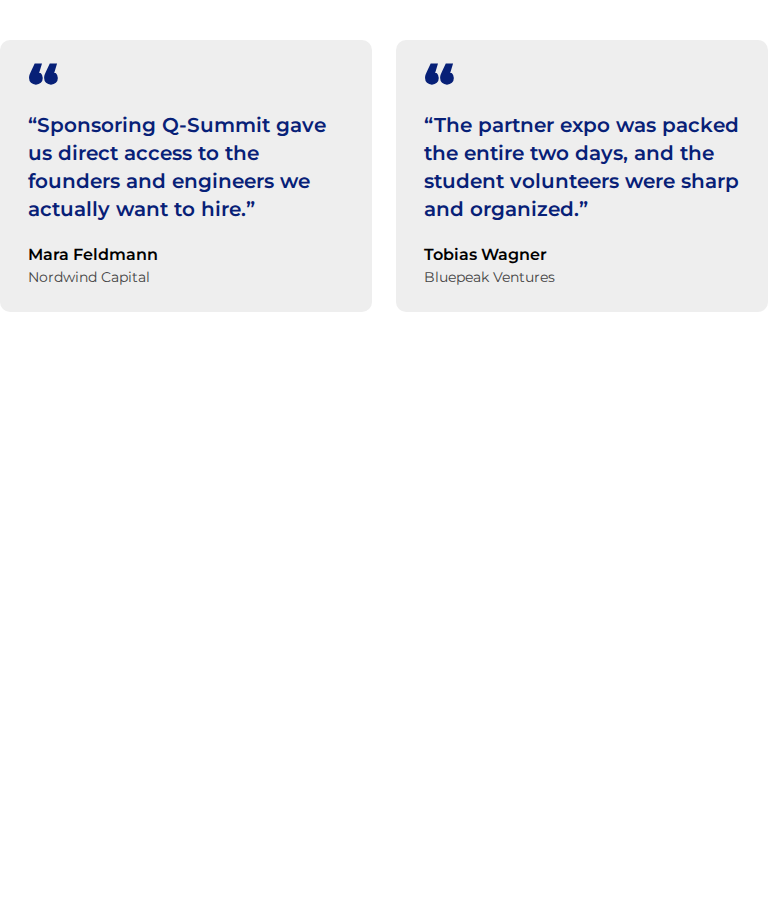 “
“Sponsoring Q-Summit gave
us direct access to the
founders and engineers we
actually want to hire.”
Mara Feldmann
Nordwind Capital
“
“The partner expo was packed
the entire two days, and the
student volunteers were sharp
and organized.”
Tobias Wagner
Bluepeak Ventures